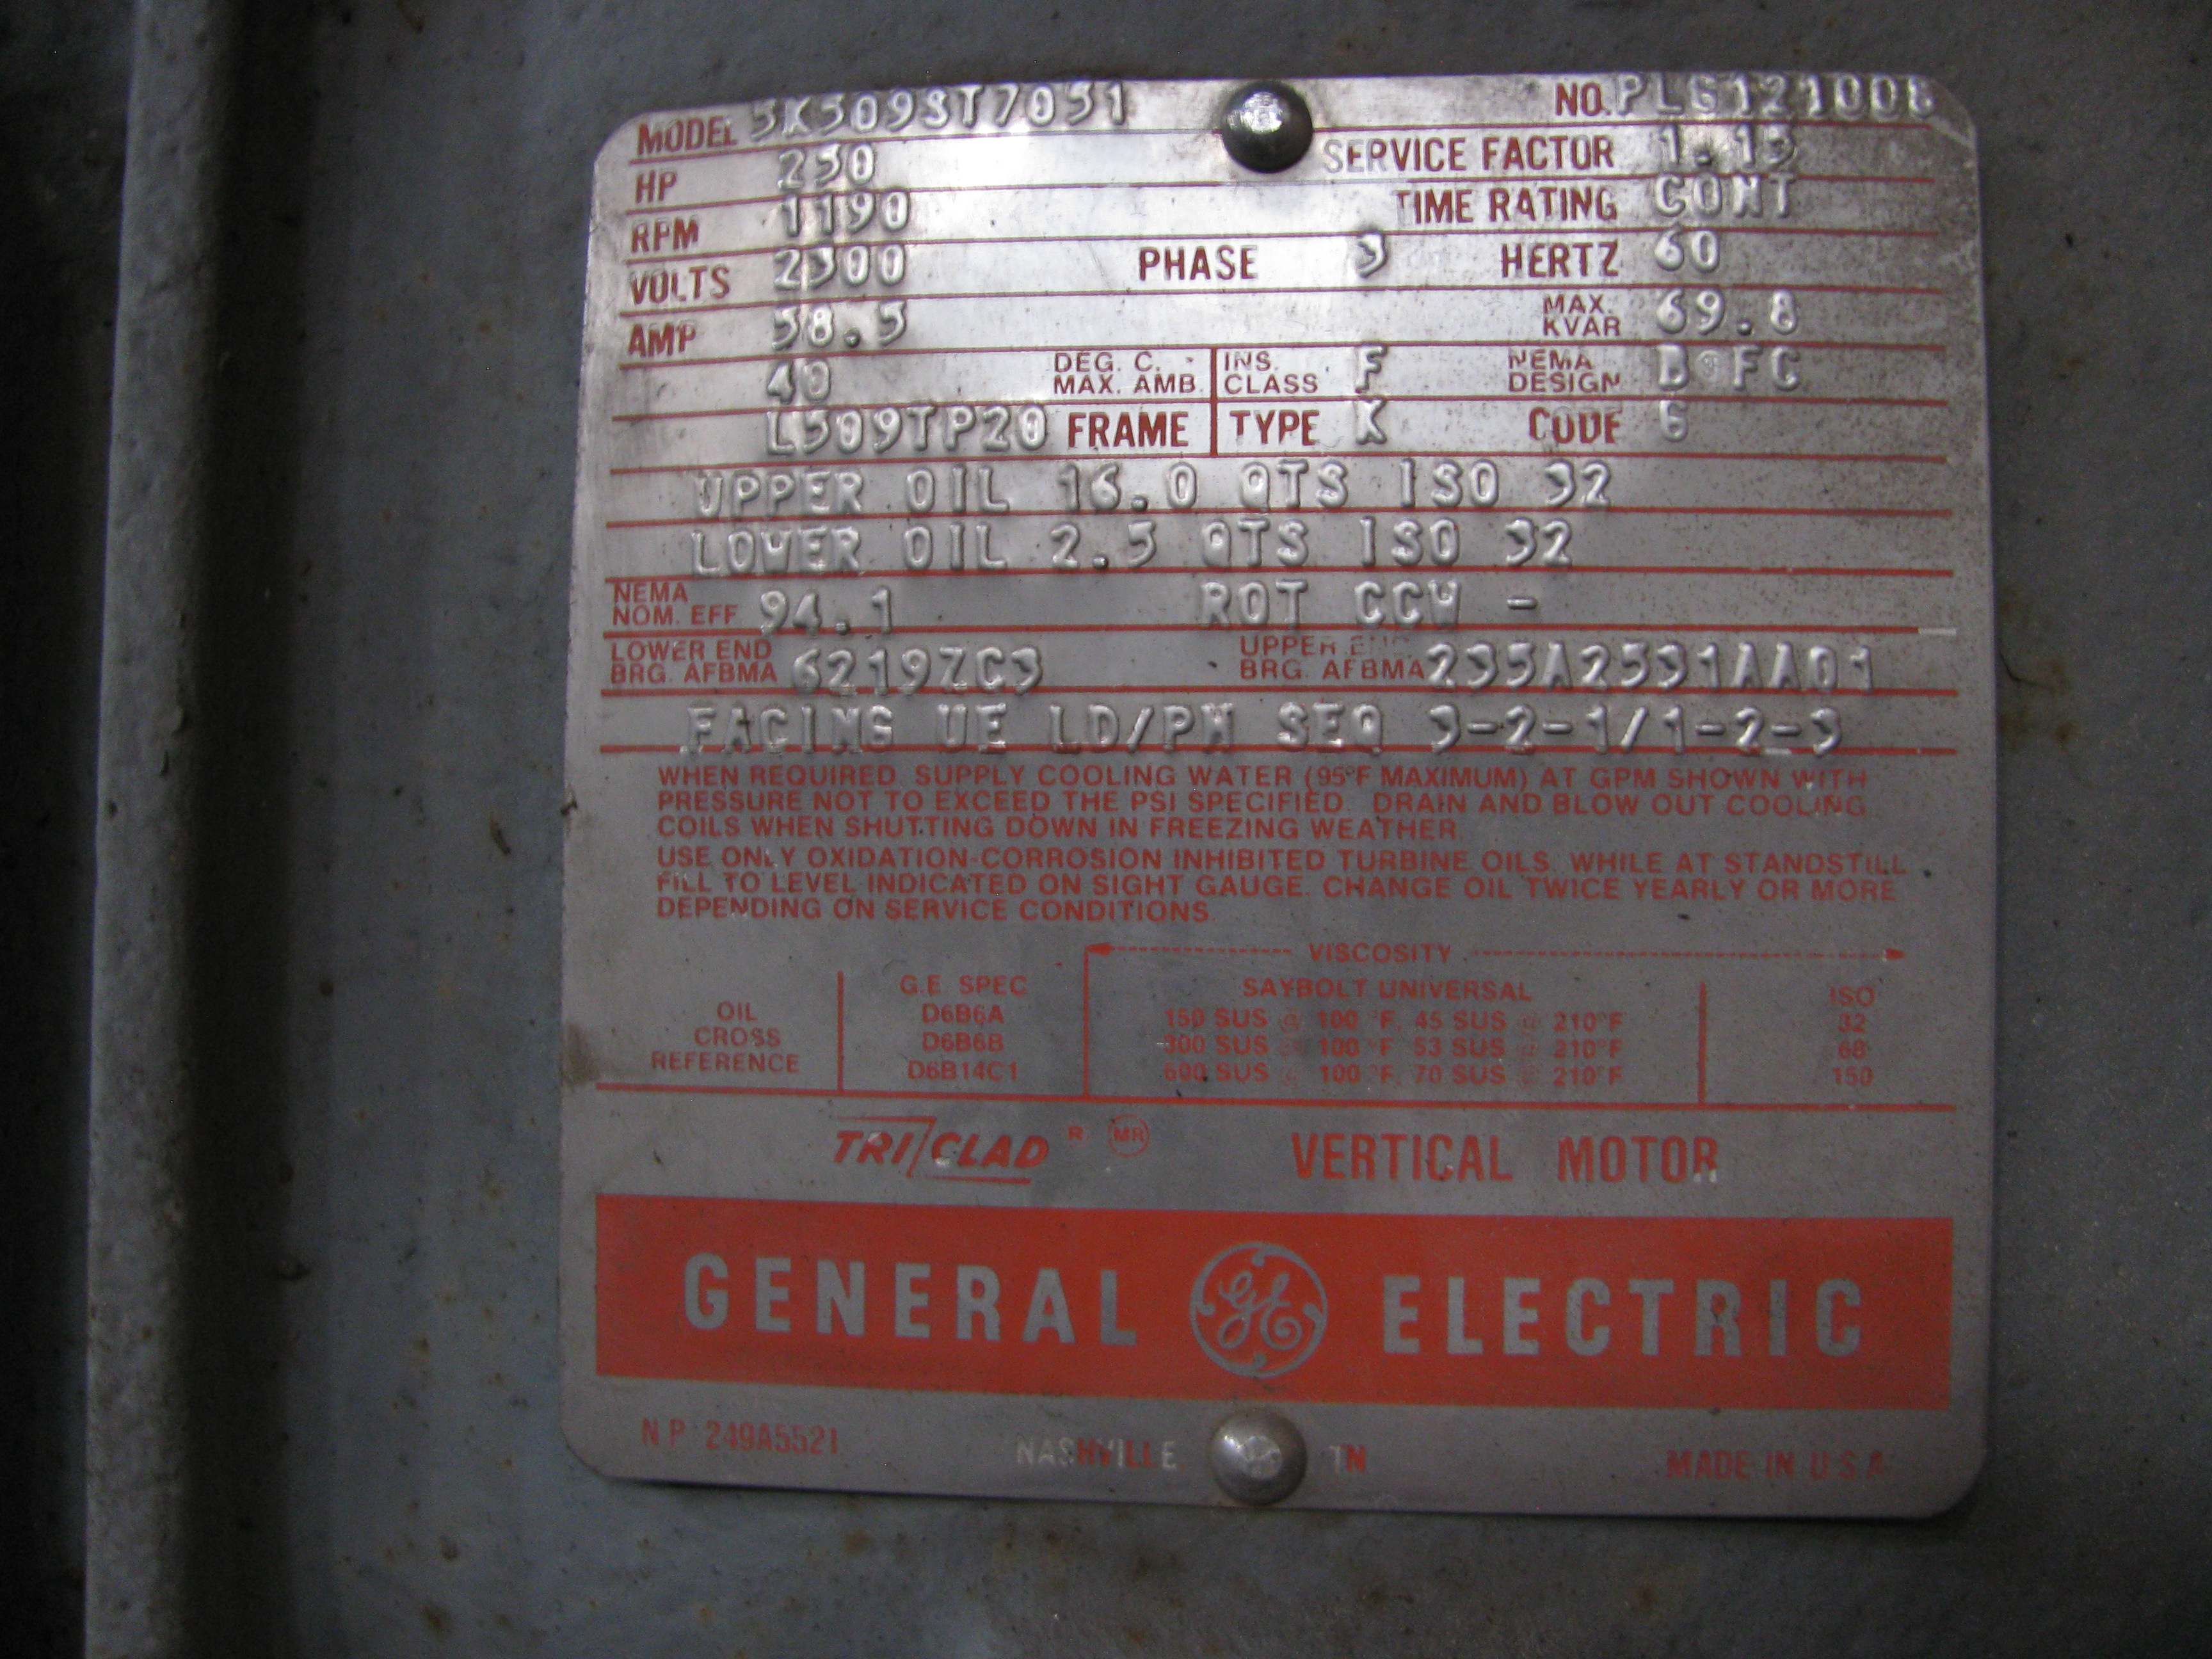 MODEL 5K509ST7051 NO. PLG121008
HP 250 SERVICE FACTOR 1.15
RPM 1190 TIME RATING CONT
VOLTS 2300 PHASE 3 HERTZ 60
AMP 58.5 MAX. KVAR 69.8
40 DEG. C. MAX. AMB. INS. CLASS F NEMA DESIGN B FC
L509TP20 FRAME TYPE K CODE G
UPPER OIL 16.0 QTS ISO 32
LOWER OIL 2.5 QTS ISO 32
NEMA NOM. EFF 94.1 ROT CCW -
LOWER END BRG. AFBMA 6219ZC3 UPPER END BRG. AFBMA 235A2531AA01
FACING UE LD/PH SEQ 3-2-1/1-2-3
WHEN REQUIRED, SUPPLY COOLING WATER (95°F MAXIMUM) AT GPM SHOWN WITH
PRESSURE NOT TO EXCEED THE PSI SPECIFIED. DRAIN AND BLOW OUT COOLING
COILS WHEN SHUTTING DOWN IN FREEZING WEATHER.
USE ONLY OXIDATION-CORROSION INHIBITED TURBINE OILS. WHILE AT STANDSTILL
FILL TO LEVEL INDICATED ON SIGHT GAUGE. CHANGE OIL TWICE YEARLY OR MORE
DEPENDING ON SERVICE CONDITIONS.
VISCOSITY
OIL CROSS REFERENCE
G.E. SPEC SAYBOLT UNIVERSAL ISO
D6B6A 150 SUS @ 100 °F, 45 SUS @ 210°F 32
D6B6B 300 SUS @ 100 °F, 53 SUS @ 210°F 68
D6B14C1 600 SUS @ 100 °F, 70 SUS @ 210°F 150
TRI/CLAD R MR VERTICAL MOTOR
GENERAL GE ELECTRIC
N.P. 249A5521 NASHVILLE TN MADE IN U.S.A.